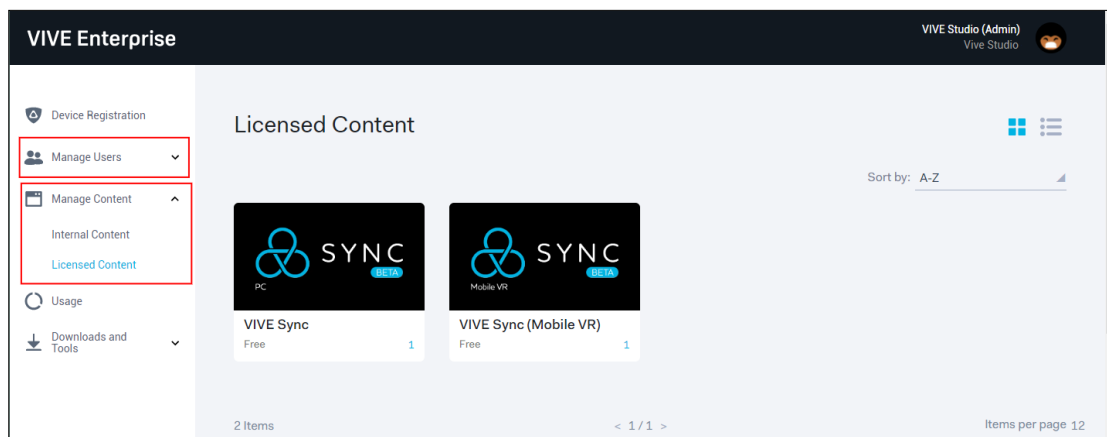 VIVE Enterprise
VIVE Studio (Admin)
Vive Studio
Device Registration
Manage Users
Manage Content
Internal Content
Licensed Content
Usage
Downloads and
Tools
Licensed Content
Sort by: A-Z
SYNC
BETA
PC
VIVE Sync
Free 1
SYNC
BETA
Mobile VR
VIVE Sync (Mobile VR)
Free 1
2 Items
< 1/1 >
Items per page 12